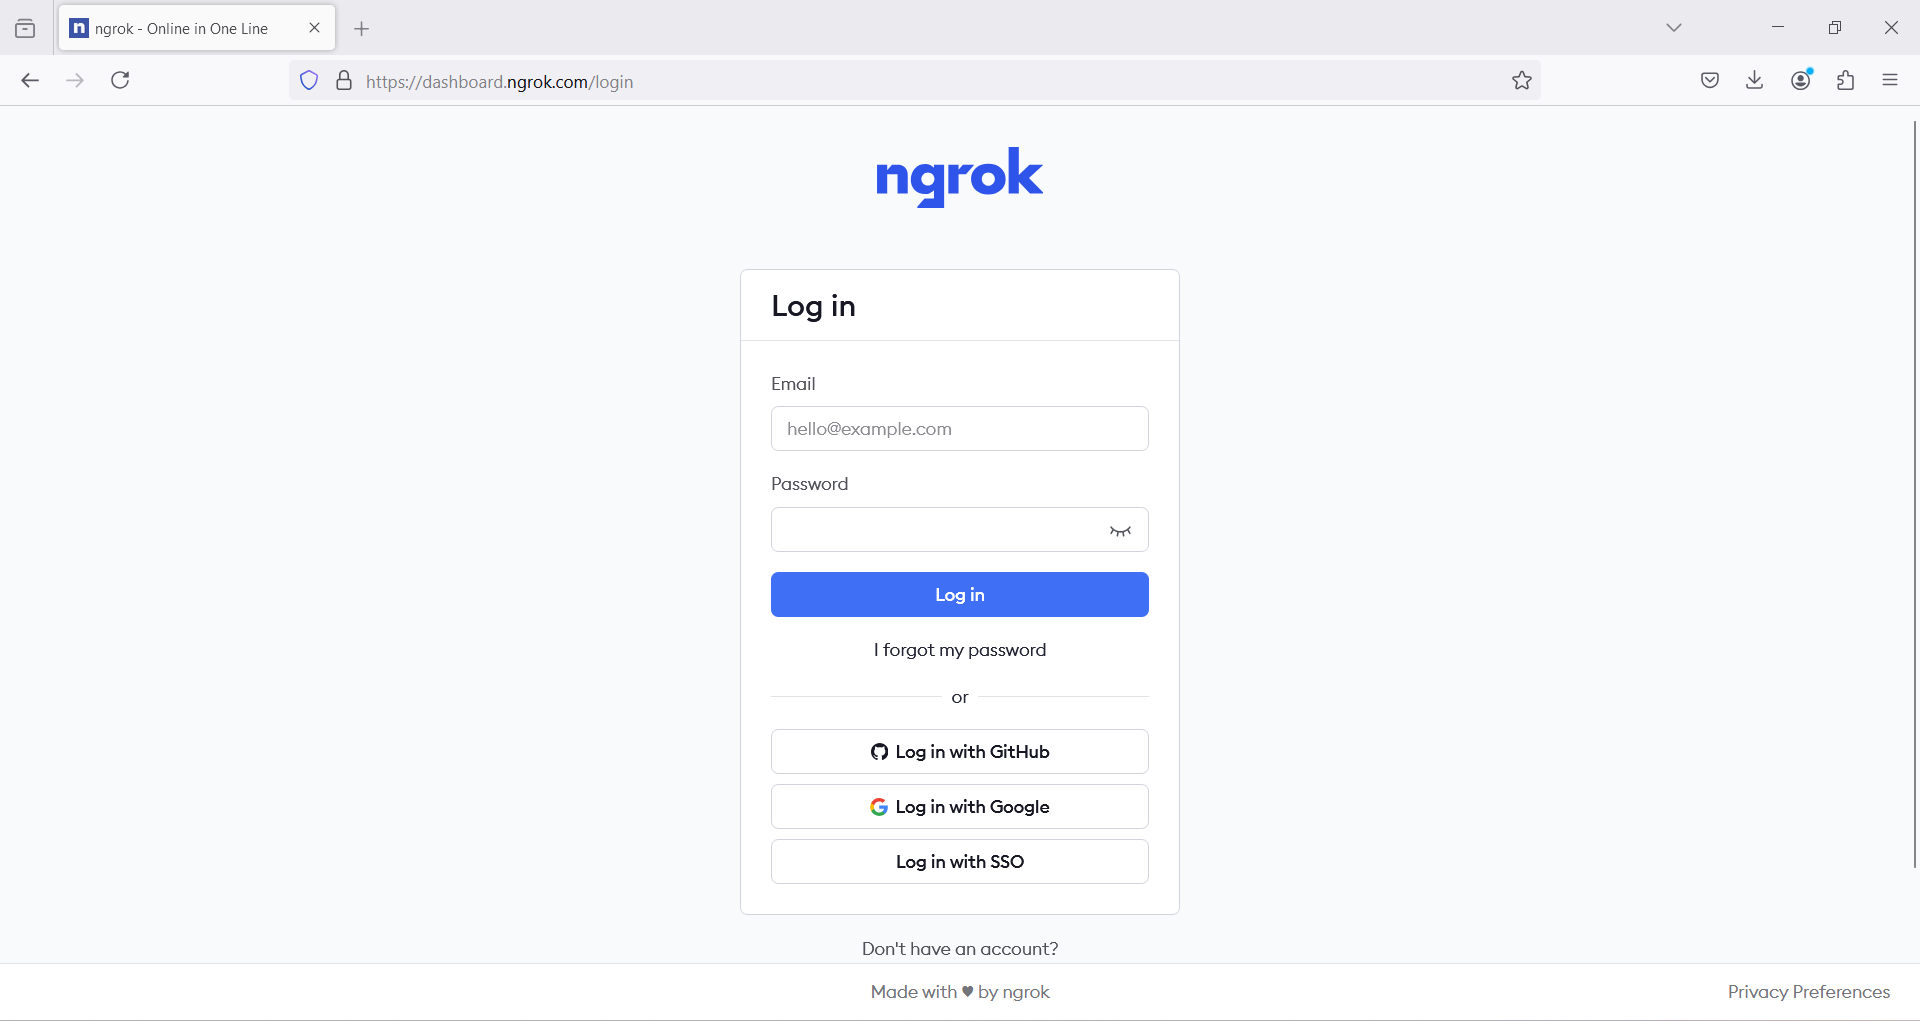 ngrok - Online in One Line
https://dashboard.ngrok.com/login
ngrok
Log in
Email
hello@example.com
Password
Log in
I forgot my password
or
Log in with GitHub
Log in with Google
Log in with SSO
Don't have an account?
Made with ♥ by ngrok
Privacy Preferences